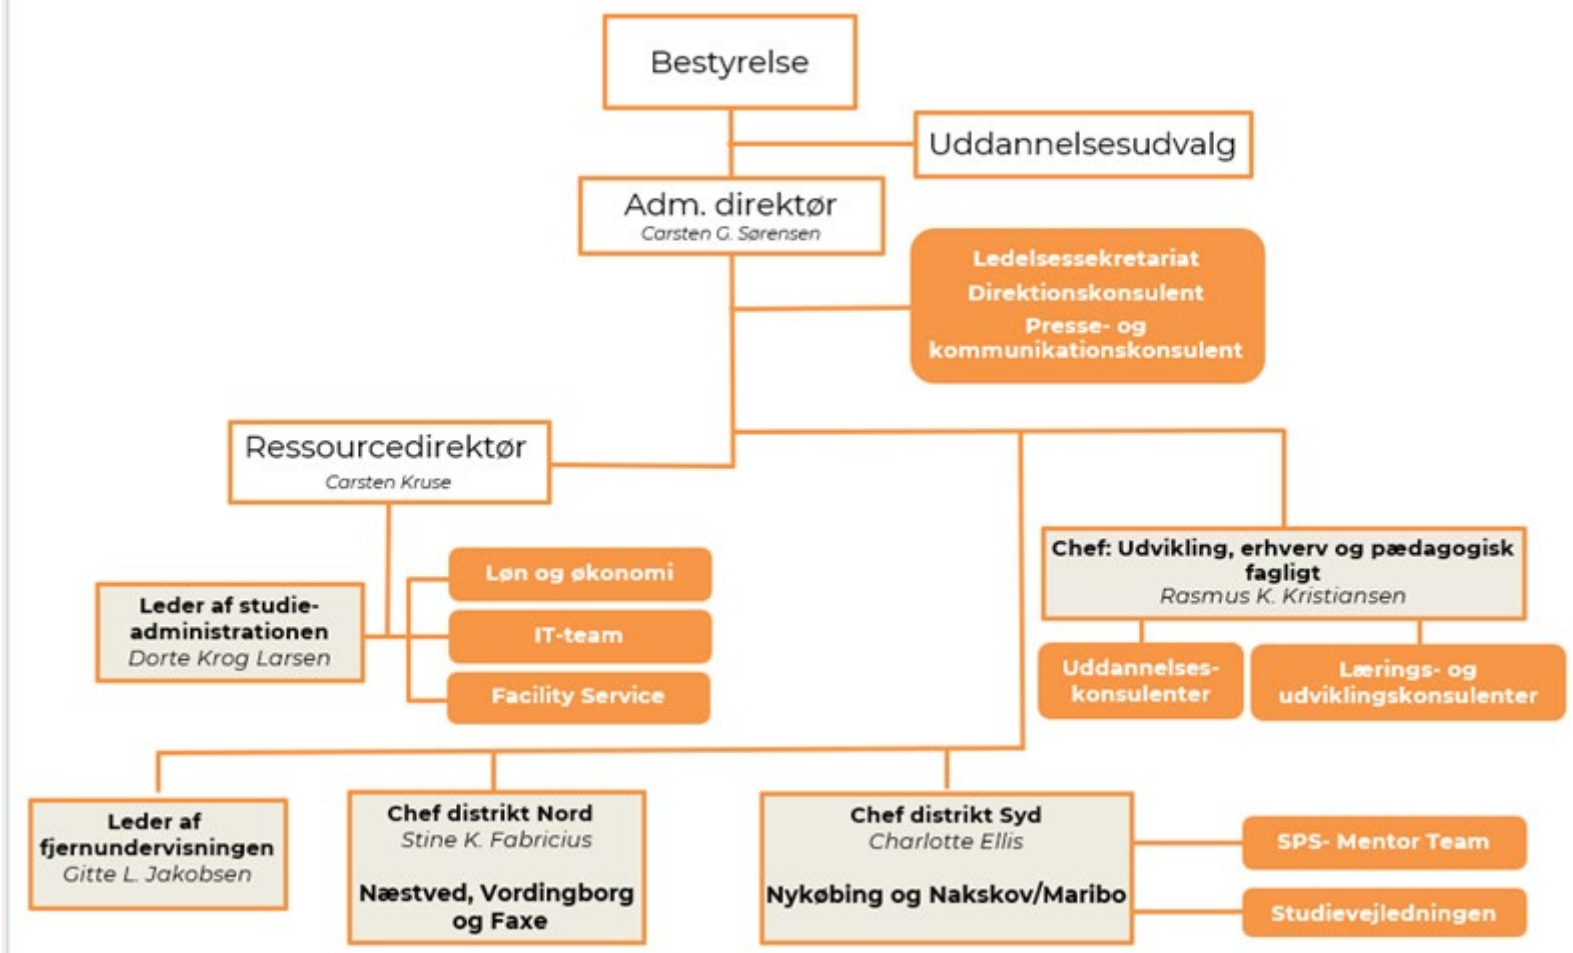 Bestyrelse
Uddannelsesudvalg
Adm. direktør
Carsten G. Sørensen
Ledelsessekretariat
Direktionskonsulent
Presse- og
kommunikationskonsulent
Ressourcedirektør
Carsten Kruse
Chef: Udvikling, erhverv og pædagogisk
fagligt
Rasmus K. Kristiansen
Leder af studie-
administrationen
Dorte Krog Larsen
Løn og økonomi
IT-team
Facility Service
Uddannelses-
konsulenter
Lærings- og
udviklingskonsulenter
Leder af
fjernundervisningen
Gitte L. Jakobsen
Chef distrikt Nord
Stine K. Fabricius
Næstved, Vordingborg
og Faxe
Chef distrikt Syd
Charlotte Ellis
Nykøbing og Nakskov/Maribo
SPS- Mentor Team
Studievejledningen